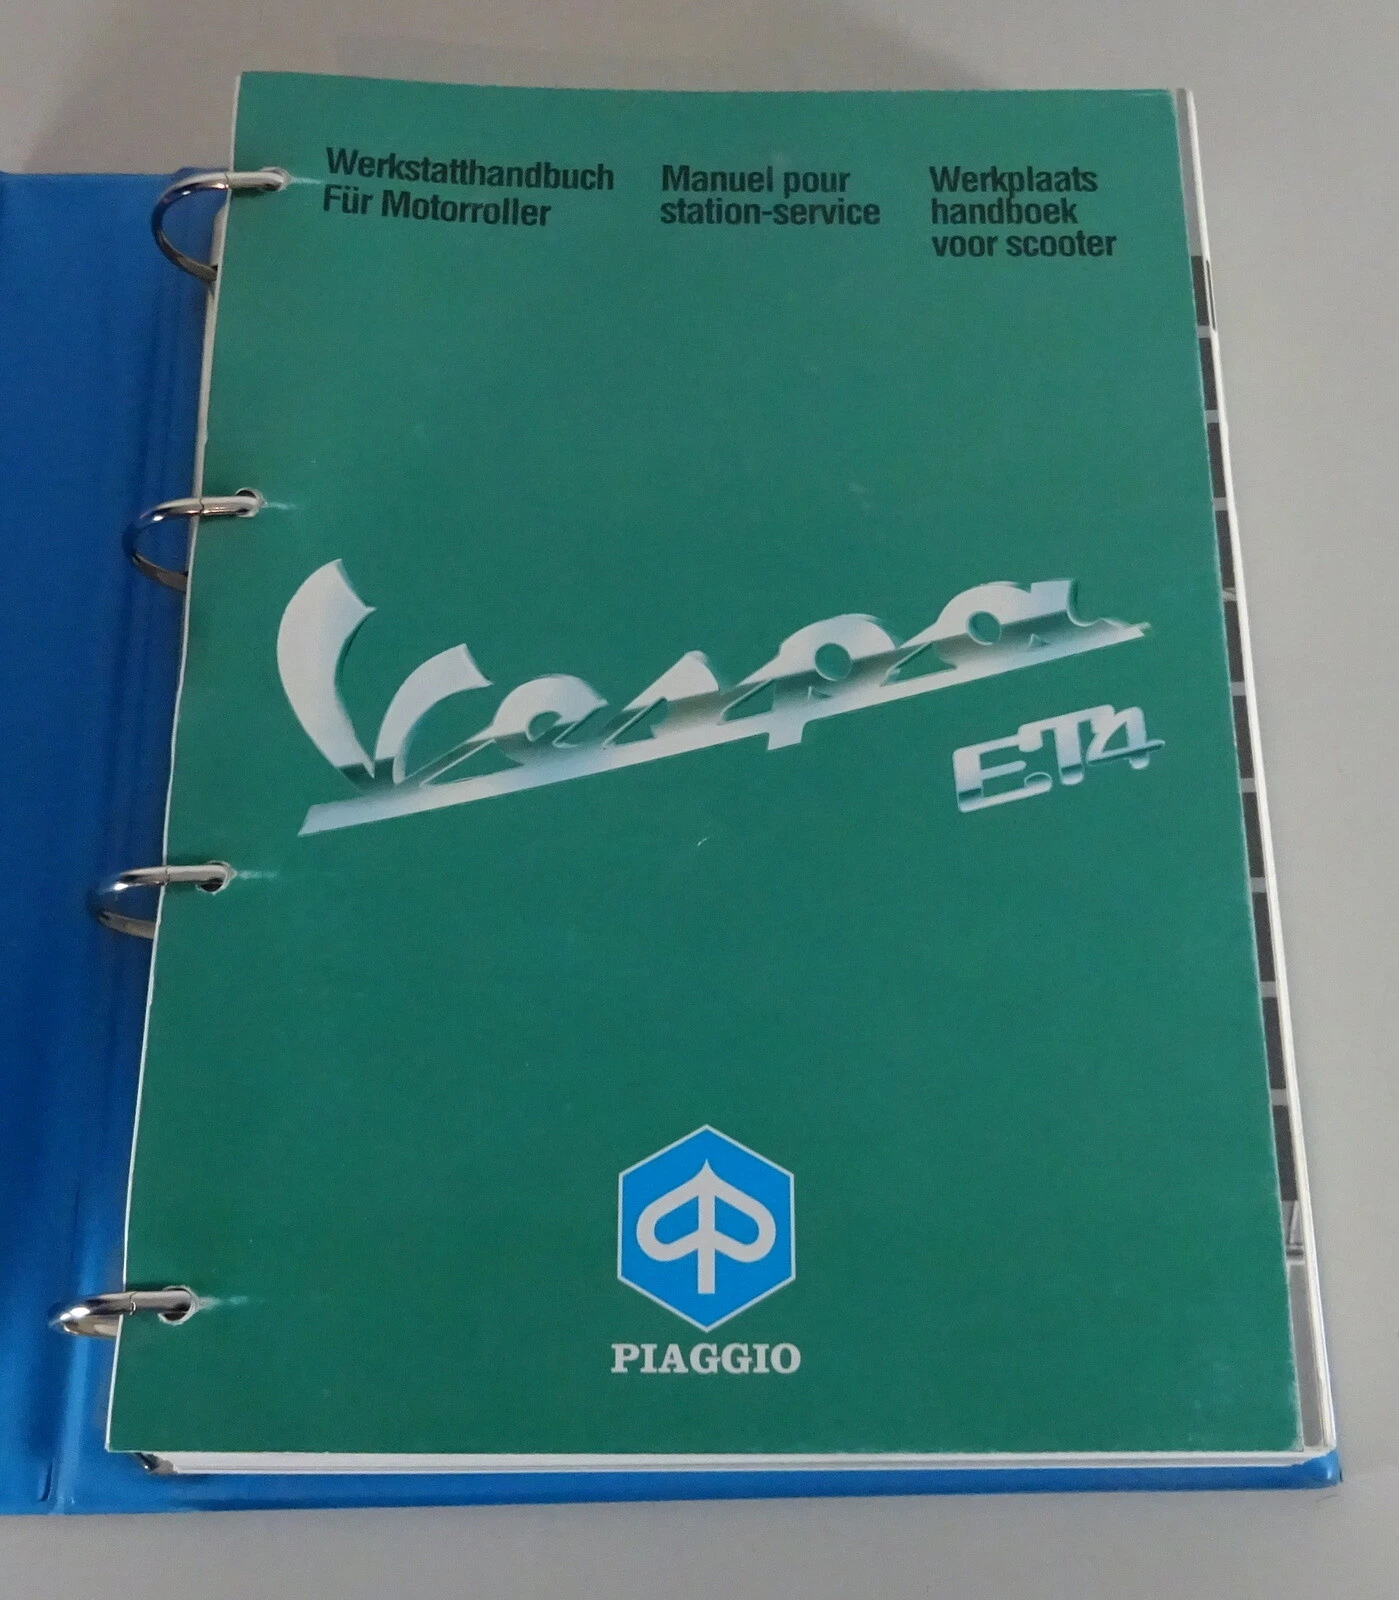 Werkstatthandbuch
Für Motorroller
Manuel pour
station-service
Werkplaats
handboek
voor scooter
Vespa
ET4
PIAGGIO